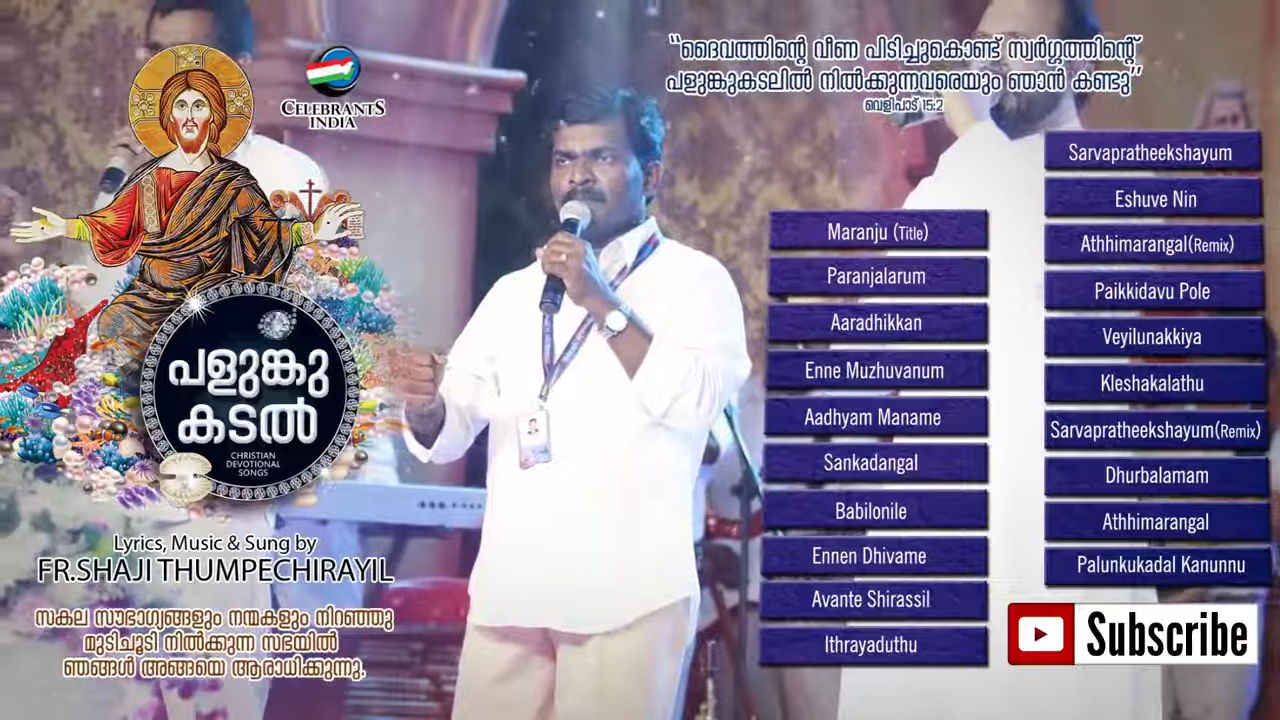 “ദൈവത്തിന്റെ വീണ പിടിച്ചുകൊണ്ട് സ്വർഗ്ഗത്തിന്റെ
പളുങ്കുകടലിൽ നിൽക്കുന്നവരെയും ഞാൻ കണ്ടു”
വെളിപാട് 15:2
CELEBRANTS
INDIA
പളുങ്കു
കടൽ
CHRISTIAN
DEVOTIONAL
SONGS
Lyrics, Music & Sung by
FR.SHAJI THUMPECHIRAYIL
സകല സൗഭാഗ്യങ്ങളും നന്മകളും നിറഞ്ഞു
മുടിചൂടി നിൽക്കുന്ന സഭയിൽ
ഞങ്ങൾ അങ്ങയെ ആരാധിക്കുന്നു.
Maranju (Title)
Paranjalarum
Aaradhikkan
Enne Muzhuvanum
Aadhyam Maname
Sankadangal
Babilonile
Ennen Dhivame
Avante Shirassil
Ithrayaduthu
Sarvapratheekshayum
Eshuve Nin
Athhimarangal(Remix)
Paikkidavu Pole
Veyilunakkiya
Kleshakalathu
Sarvapratheekshayum(Remix)
Dhurbalamam
Athhimarangal
Palunkukadal Kanunnu
Subscribe